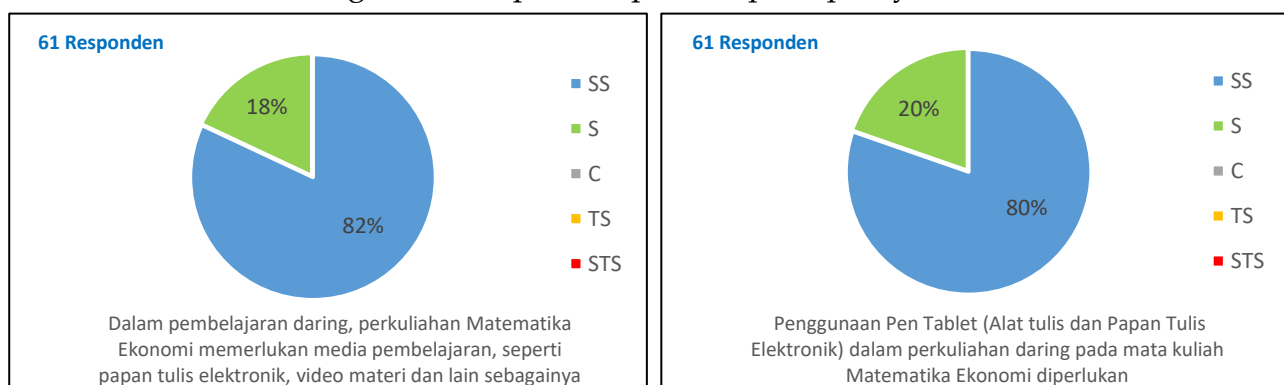 61 Responden
18%
82%
SS
S
C
TS
STS
Dalam pembelajaran daring, perkuliahan Matematika
Ekonomi memerlukan media pembelajaran, seperti
papan tulis elektronik, video materi dan lain sebagainya
61 Responden
20%
80%
SS
S
C
TS
STS
Penggunaan Pen Tablet (Alat tulis dan Papan Tulis
Elektronik) dalam perkuliahan daring pada mata kuliah
Matematika Ekonomi diperlukan